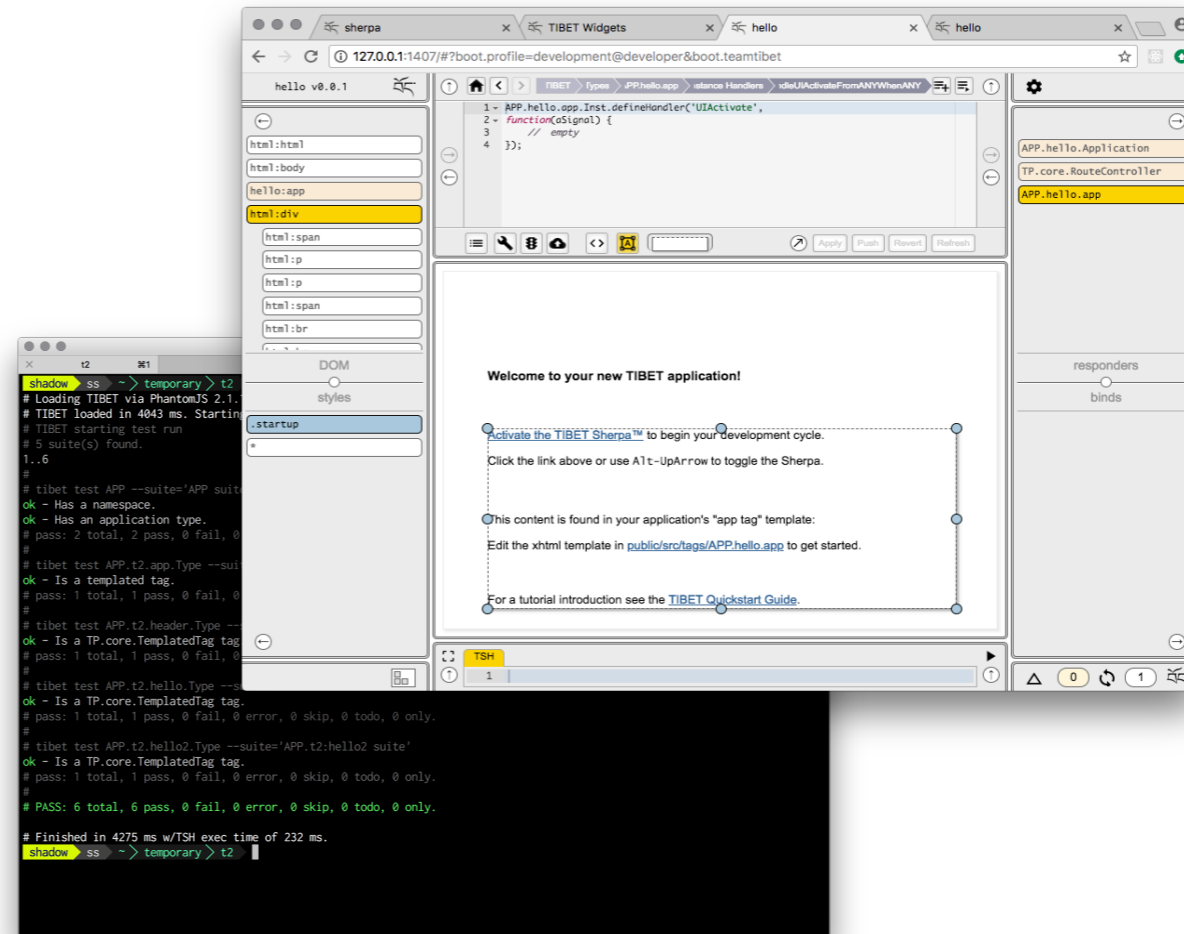 sherpa
TIBET Widgets
hello
hello
127.0.0.1:1407/#?boot.profile=development@developer&boot.teamtibet
hello v0.0.1
TIBET Types APP.hello.app Instance Handlers
1 APP.hello.app.Inst.defineHandler('UIActivate',
2 function(aSignal) {
3 // empty
4 });
html:html
html:body
hello:app
html:div
html:span
html:p
html:p
html:span
html:br
DOM
styles
.startup
*
Apply Push Revert Refresh
Welcome to your new TIBET application!
Activate the TIBET Sherpa™ to begin your development cycle.
Click the link above or use Alt-UpArrow to toggle the Sherpa.
This content is found in your application's "app tag" template:
Edit the xhtml template in public/src/tags/APP.hello.app to get started.
For a tutorial introduction see the TIBET Quickstart Guide.
TSH
1
APP.hello.Application
TP.core.RouteController
APP.hello.app
responders
binds
0 1
t2 ⌘1
shadow ss ~ temporary t2
# Loading TIBET via PhantomJS 2.1.
# TIBET loaded in 4043 ms. Starting
# TIBET starting test run
# 5 suite(s) found.
1..6
#
# tibet test APP --suite='APP suit
ok - Has a namespace.
ok - Has an application type.
# pass: 2 total, 2 pass, 0 fail, 0
#
# tibet test APP.t2.app.Type --sui
ok - Is a templated tag.
# pass: 1 total, 1 pass, 0 fail, 0
#
# tibet test APP.t2.header.Type --
ok - Is a TP.core.TemplatedTag tag
# pass: 1 total, 1 pass, 0 fail, 0
#
# tibet test APP.t2.hello.Type --s
ok - Is a TP.core.TemplatedTag tag.
# pass: 1 total, 1 pass, 0 fail, 0 error, 0 skip, 0 todo, 0 only.
#
# tibet test APP.t2.hello2.Type --suite='APP.t2:hello2 suite'
ok - Is a TP.core.TemplatedTag tag.
# pass: 1 total, 1 pass, 0 fail, 0 error, 0 skip, 0 todo, 0 only.
#
# PASS: 6 total, 6 pass, 0 fail, 0 error, 0 skip, 0 todo, 0 only.
# Finished in 4275 ms w/TSH exec time of 232 ms.
shadow ss ~ temporary t2